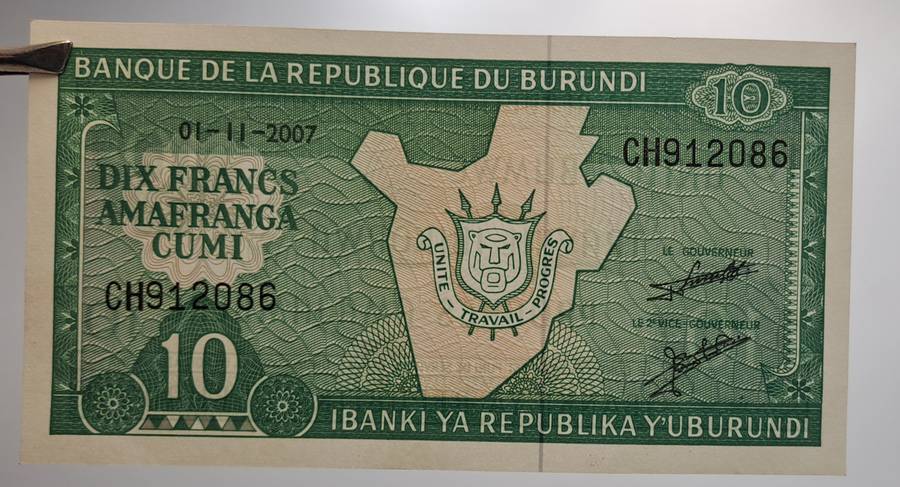 BANQUE DE LA REPUBLIQUE DU BURUNDI
10
01-11-2007
CH912086
DIX FRANCS
AMAFRANGA
CUMI
UNITE - TRAVAIL - PROGRES
LE GOUVERNEUR
CH912086
LE 2E VICE-GOUVERNEUR
10
IBANKI YA REPUBLIKA Y'UBURUNDI